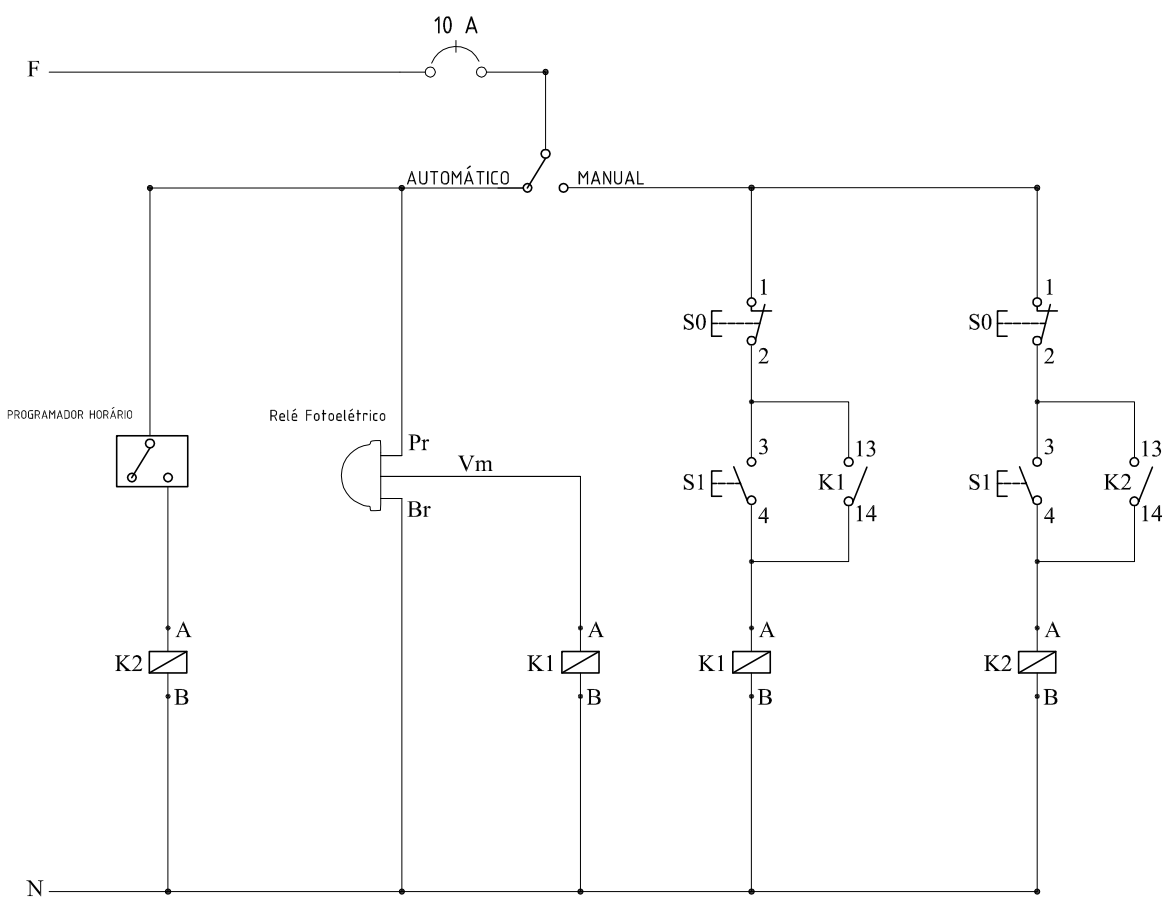 10 A
F
AUTOMÁTICO
MANUAL
1
S0
2
1
S0
2
PROGRAMADOR HORÁRIO
Relé Fotoelétrico
Pr
Vm
Br
3
S1
4
13
K1
14
3
S1
4
13
K2
14
A
K2
B
A
K1
B
A
K1
B
A
K2
B
N